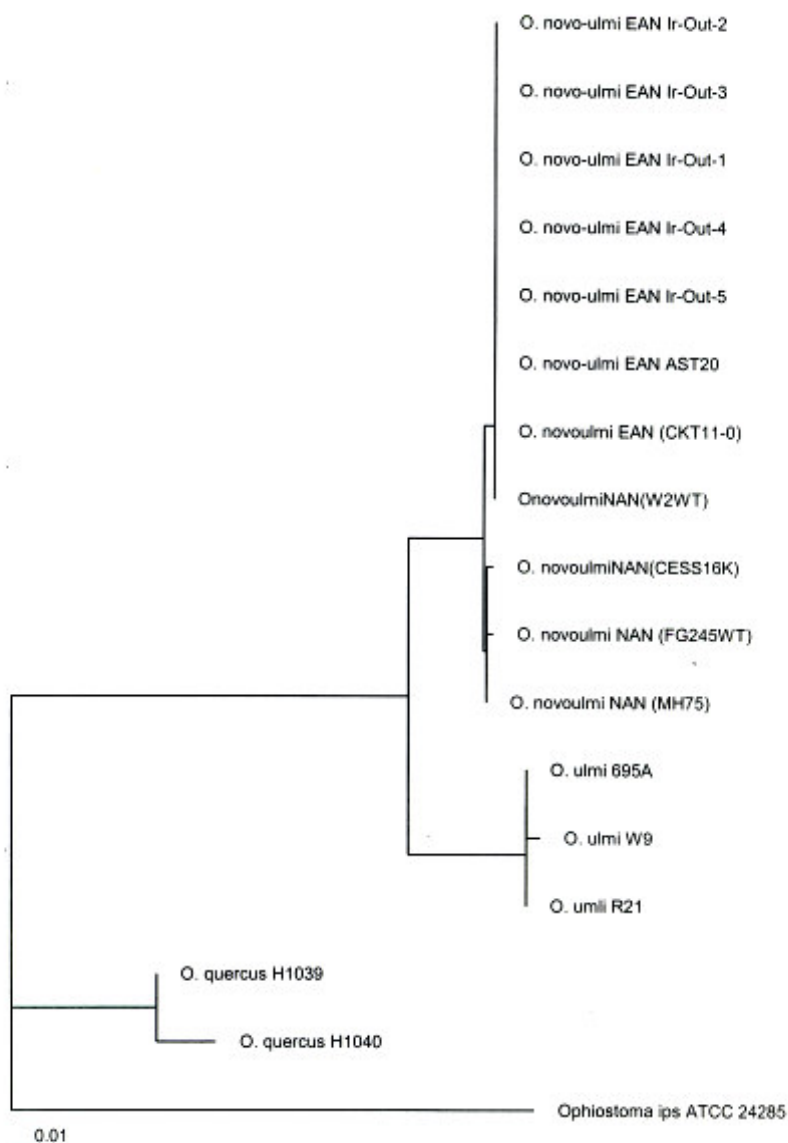 O. novo-ulmi EAN Ir-Out-2
O. novo-ulmi EAN Ir-Out-3
O. novo-ulmi EAN Ir-Out-1
O. novo-ulmi EAN Ir-Out-4
O. novo-ulmi EAN Ir-Out-5
O. novo-ulmi EAN AST20
O. novoulmi EAN (CKT11-0)
OnovoulmiNAN(W2WT)
O. novoulmiNAN(CESS16K)
O. novoulmi NAN (FG245WT)
O. novoulmi NAN (MH75)
O. ulmi 695A
O. ulmi W9
O. umli R21
O. quercus H1039
O. quercus H1040
Ophiostoma ips ATCC 24285
0.01